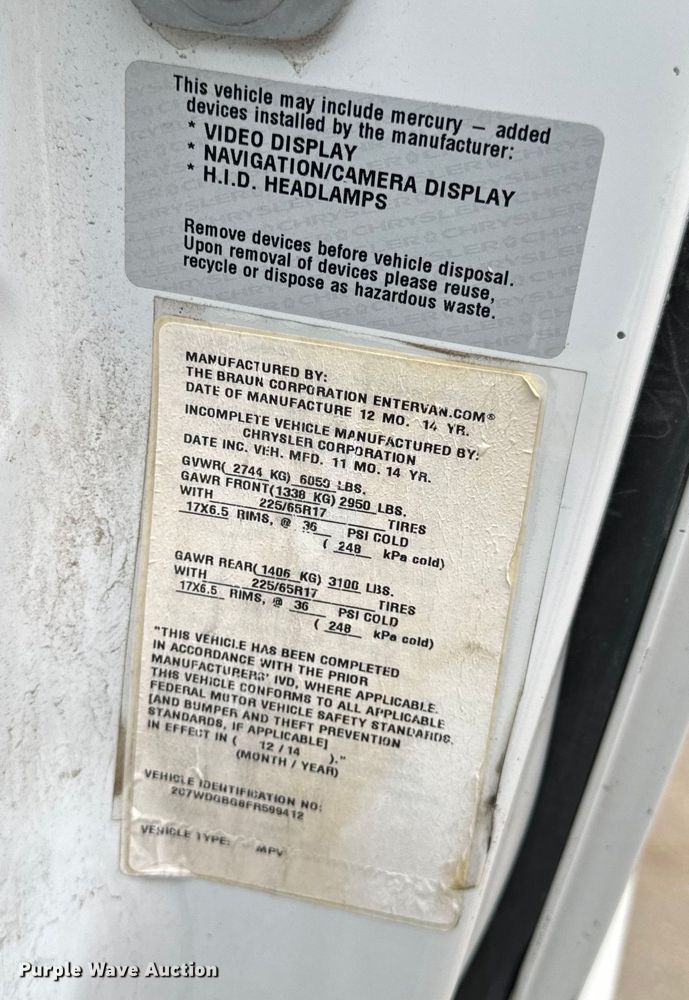 This vehicle may include mercury – added
devices installed by the manufacturer:
* VIDEO DISPLAY
* NAVIGATION/CAMERA DISPLAY
* H.I.D. HEADLAMPS
Remove devices before vehicle disposal.
Upon removal of devices please reuse,
recycle or dispose as hazardous waste.
MANUFACTURED BY:
THE BRAUN CORPORATION ENTERVAN.COM®
DATE OF MANUFACTURE 12 MO. 14 YR.
INCOMPLETE VEHICLE MANUFACTURED BY:
CHRYSLER CORPORATION
DATE INC. VEH. MFD. 11 MO. 14 YR.
GVWR( 2744 KG) 6050 LBS.
GAWR FRONT(1338 KG) 2950 LBS.
WITH 225/65R17 TIRES
17X6.5 RIMS, @ 36 PSI COLD
( 248 kPa cold)
GAWR REAR(1406 KG) 3100 LBS.
WITH 225/65R17 TIRES
17X6.5 RIMS, @ 36 PSI COLD
( 248 kPa cold)
"THIS VEHICLE HAS BEEN COMPLETED
IN ACCORDANCE WITH THE PRIOR
MANUFACTURERS' IVD, WHERE APPLICABLE.
THIS VEHICLE CONFORMS TO ALL APPLICABLE
FEDERAL MOTOR VEHICLE SAFETY STANDARDS,
[AND BUMPER AND THEFT PREVENTION
STANDARDS, IF APPLICABLE]
IN EFFECT IN ( 12 / 14 )."
(MONTH / YEAR)
VEHICLE IDENTIFICATION NO:
2C7WDGBG8FR599412
VEHICLE TYPE: MPV
Purple Wave Auction